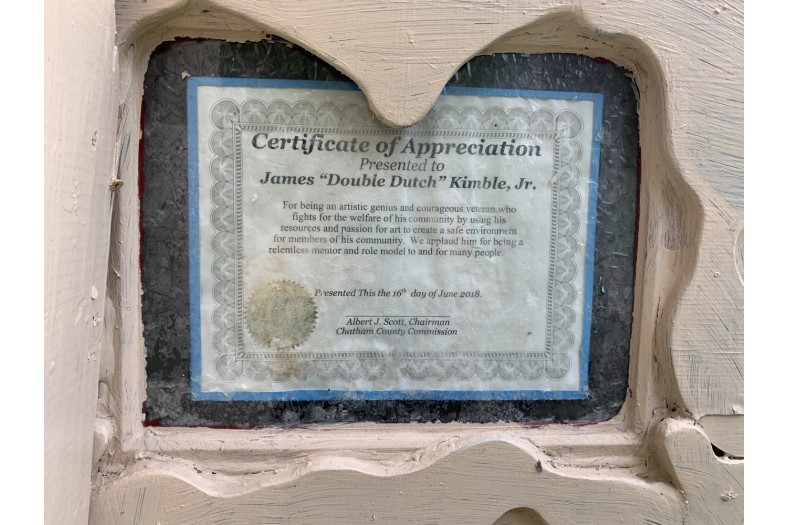 Certificate of Appreciation
Presented to
James “Double Dutch” Kimble, Jr.
For being an artistic genius and courageous veteran who
fights for the welfare of his community by using his
resources and passion for art to create a safe environment
for members of his community. We applaud him for being a
relentless mentor and role model to and for many people.
Presented This the 16th day of June 2018.
Albert J. Scott, Chairman
Chatham County Commission